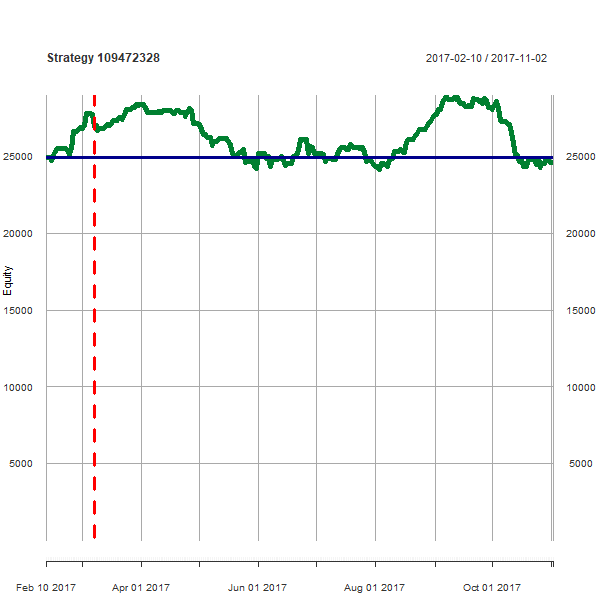 Strategy 109472328
2017-02-10 / 2017-11-02
25000
25000
20000
20000
Equity
15000
15000
10000
10000
5000
5000
Feb 10 2017
Apr 01 2017
Jun 01 2017
Aug 01 2017
Oct 01 2017